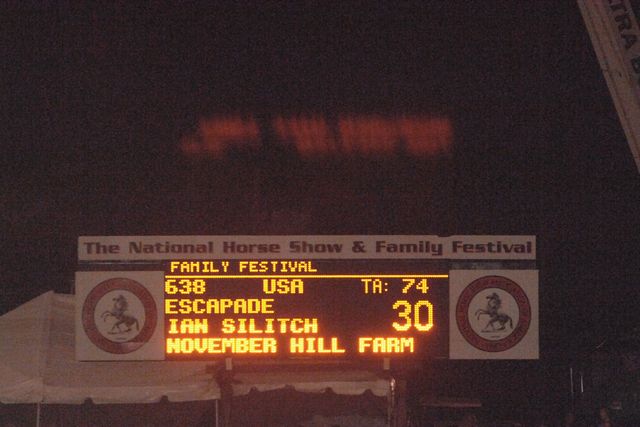 The National Horse Show & Family Festival
FAMILY FESTIVAL
638 USA TA: 74
ESCAPADE
30
IAN SILITCH
NOVEMBER HILL FARM